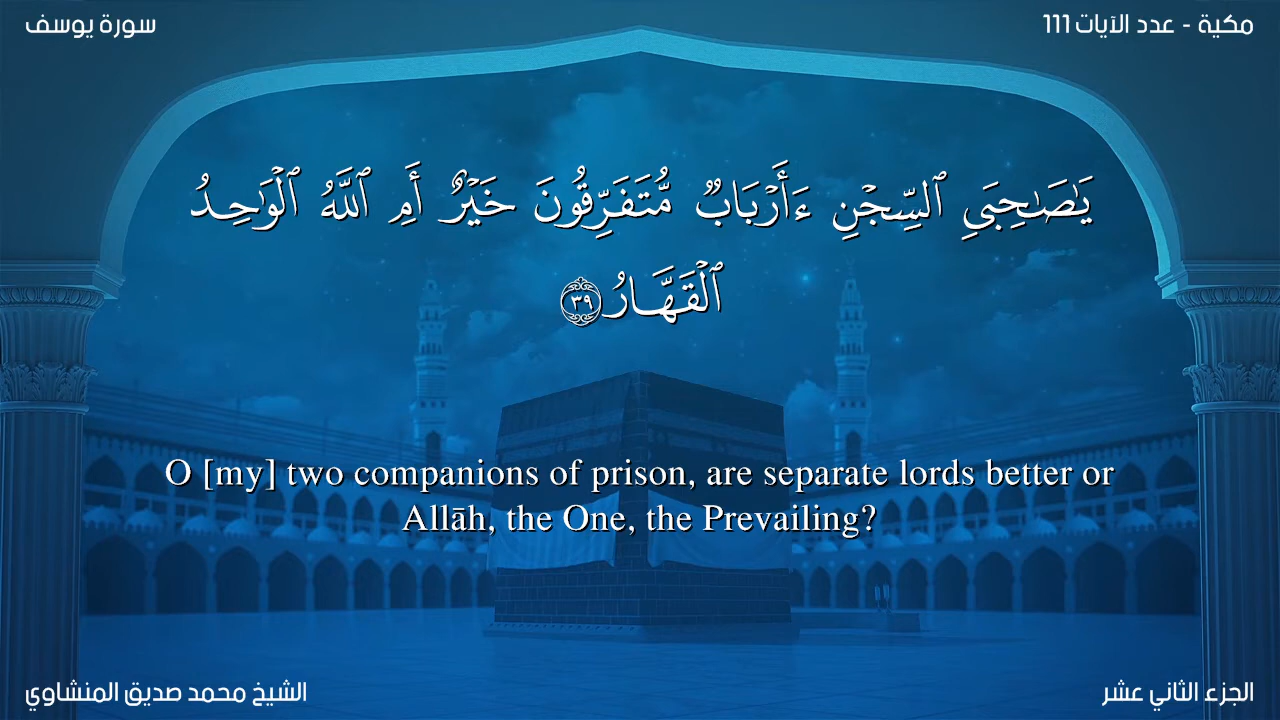 مكية - عدد الآيات 111
سورة يوسف
يَٰصَٰحِبَىِ ٱلسِّجْنِ ءَأَرْبَابٌ مُّتَفَرِّقُونَ خَيْرٌ أَمِ ٱللَّهُ ٱلْوَٰحِدُ
ٱلْقَهَّارُ ٣٩
O [my] two companions of prison, are separate lords better or
Allāh, the One, the Prevailing?
الجزء الثاني عشر
الشيخ محمد صديق المنشاوي